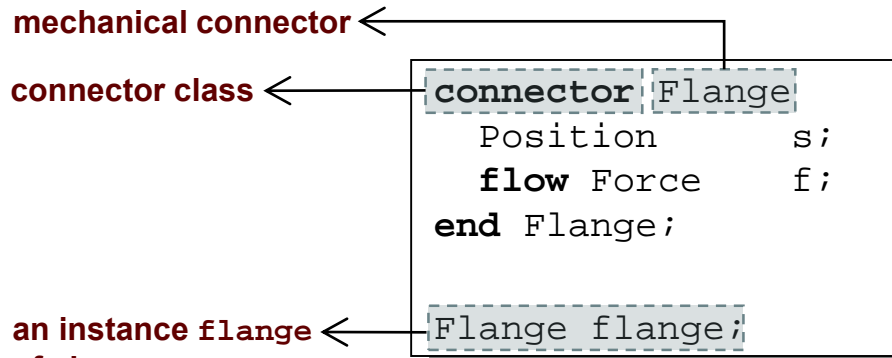 mechanical connector
connector class
connector Flange
Position s;
flow Force f;
end Flange;
an instance flange
Flange flange;